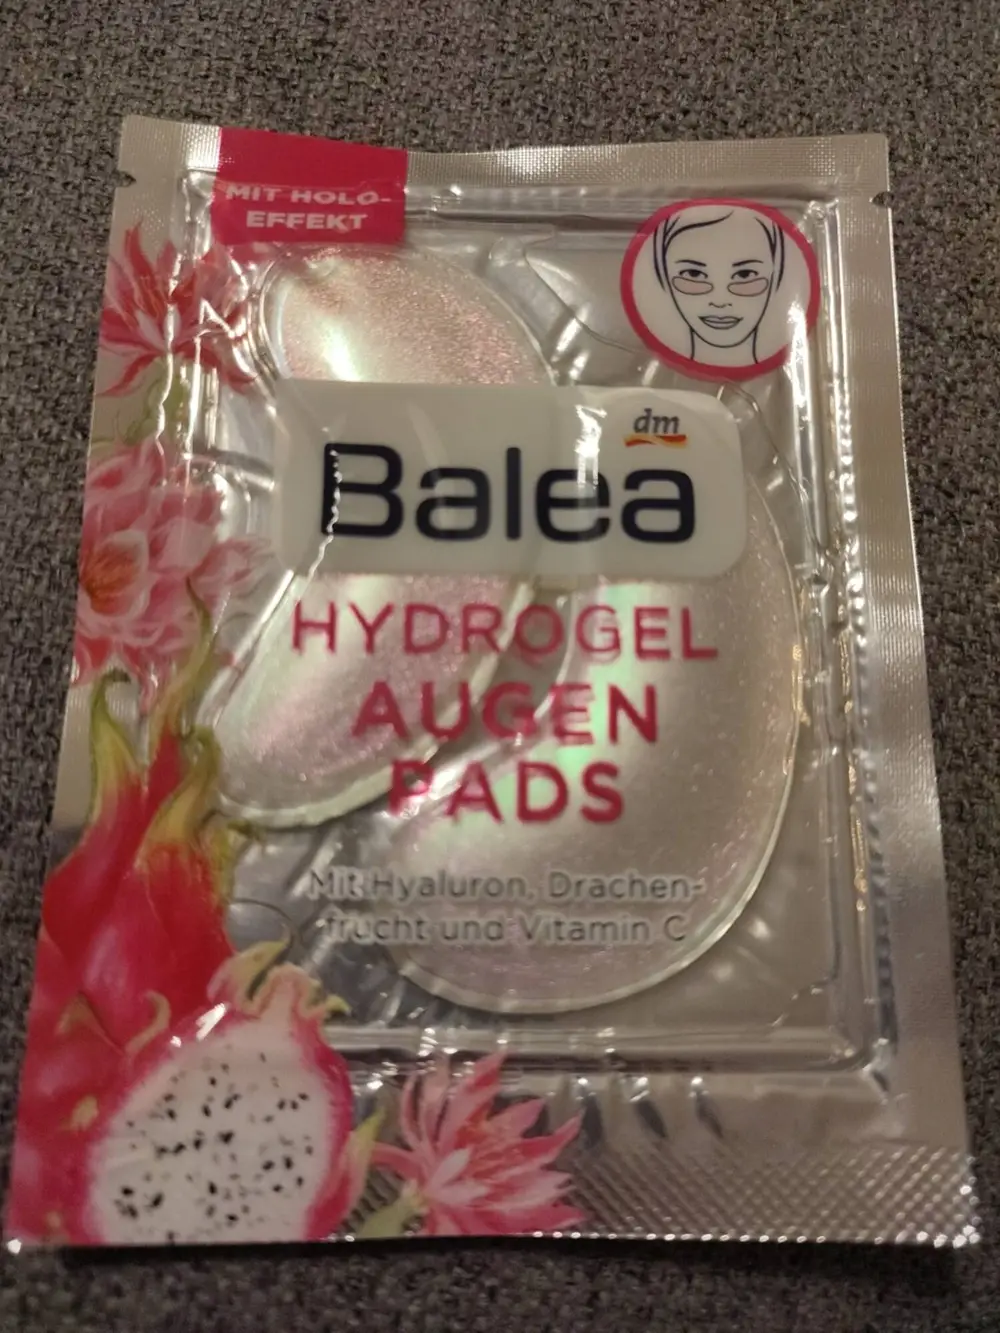 MIT HOLO-
EFFEKT
dm
Balea
HYDROGEL
AUGEN
PADS
Mit Hyaluron, Drachen-
frucht und Vitamin C